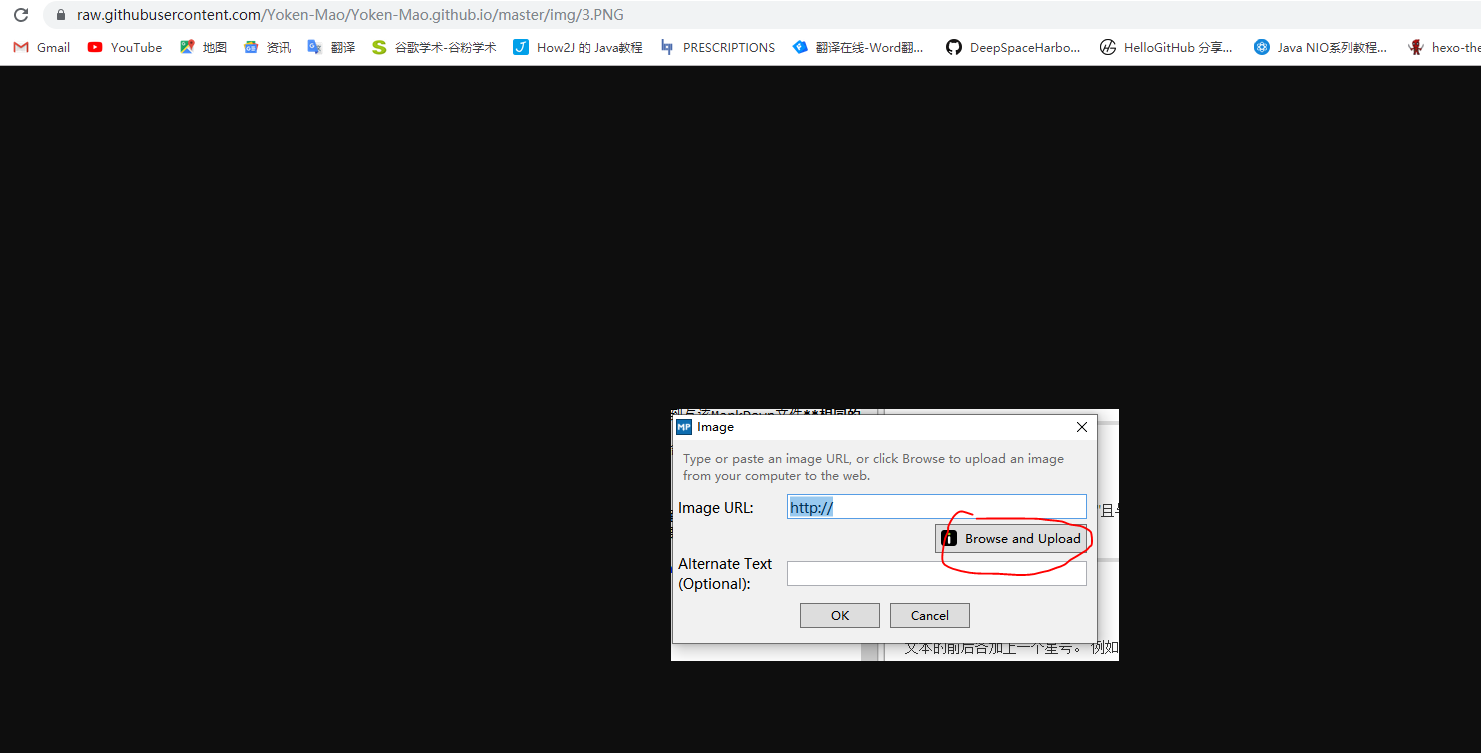 raw.githubusercontent.com/Yoken-Mao/Yoken-Mao.github.io/master/img/3.PNG
Gmail YouTube 地图 资讯 翻译 谷歌学术-谷粉学术 How2J 的 Java教程 PRESCRIPTIONS 翻译在线-Word翻... DeepSpaceHarbo... HelloGitHub 分享... Java NIO系列教程... hexo-the
MP Image
Type or paste an image URL, or click Browse to upload an image
from your computer to the web.
Image URL: http://
Browse and Upload
Alternate Text
(Optional):
OK Cancel
文本的前后各加上一个星号。 例如